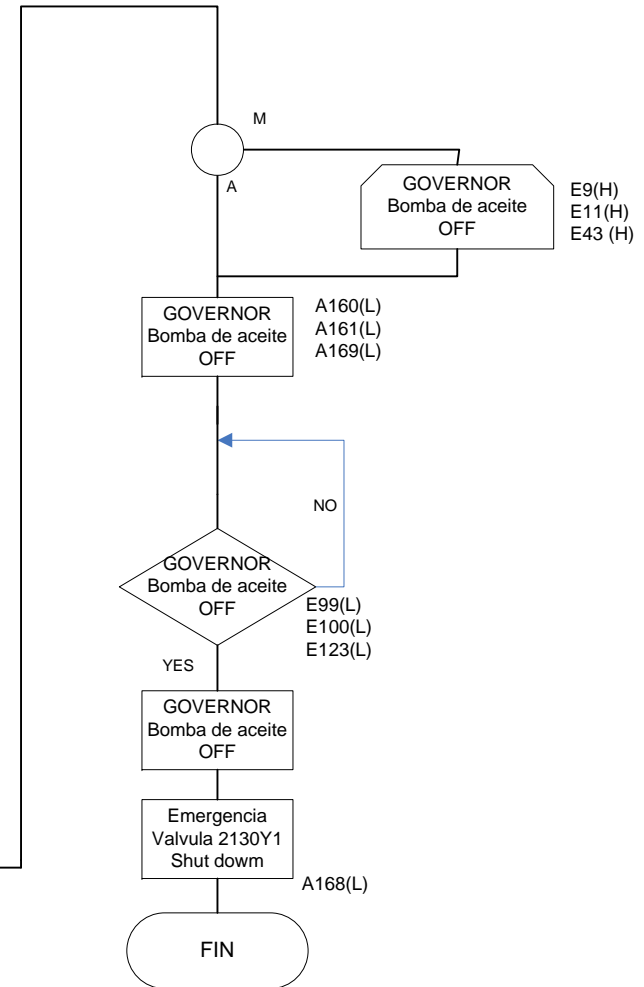 M
A
GOVERNOR
Bomba de aceite
OFF
E9(H)
E11(H)
E43 (H)
GOVERNOR
Bomba de aceite
OFF
A160(L)
A161(L)
A169(L)
NO
GOVERNOR
Bomba de aceite
OFF
E99(L)
E100(L)
E123(L)
YES
GOVERNOR
Bomba de aceite
OFF
Emergencia
Valvula 2130Y1
Shut dowm
A168(L)
FIN